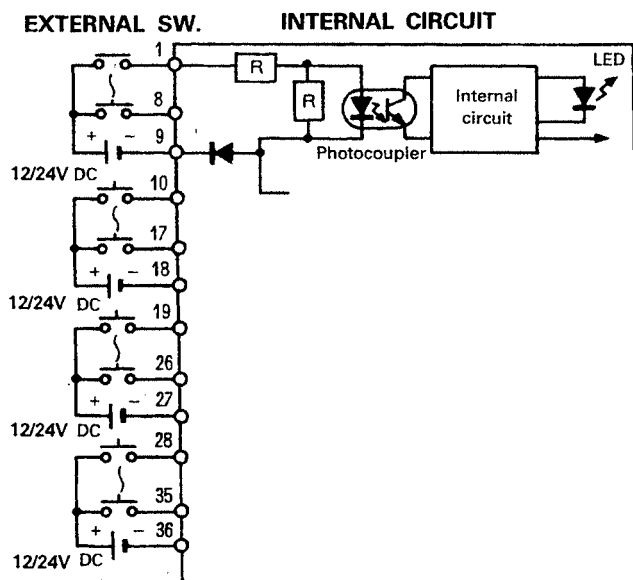 EXTERNAL SW. INTERNAL CIRCUIT
1
R
R
LED
8
Internal
circuit
9
+ −
Photocoupler
12/24V DC
10
17
+ −
18
12/24V DC
19
26
+ −
27
12/24V DC
28
35
+ −
36
12/24V DC